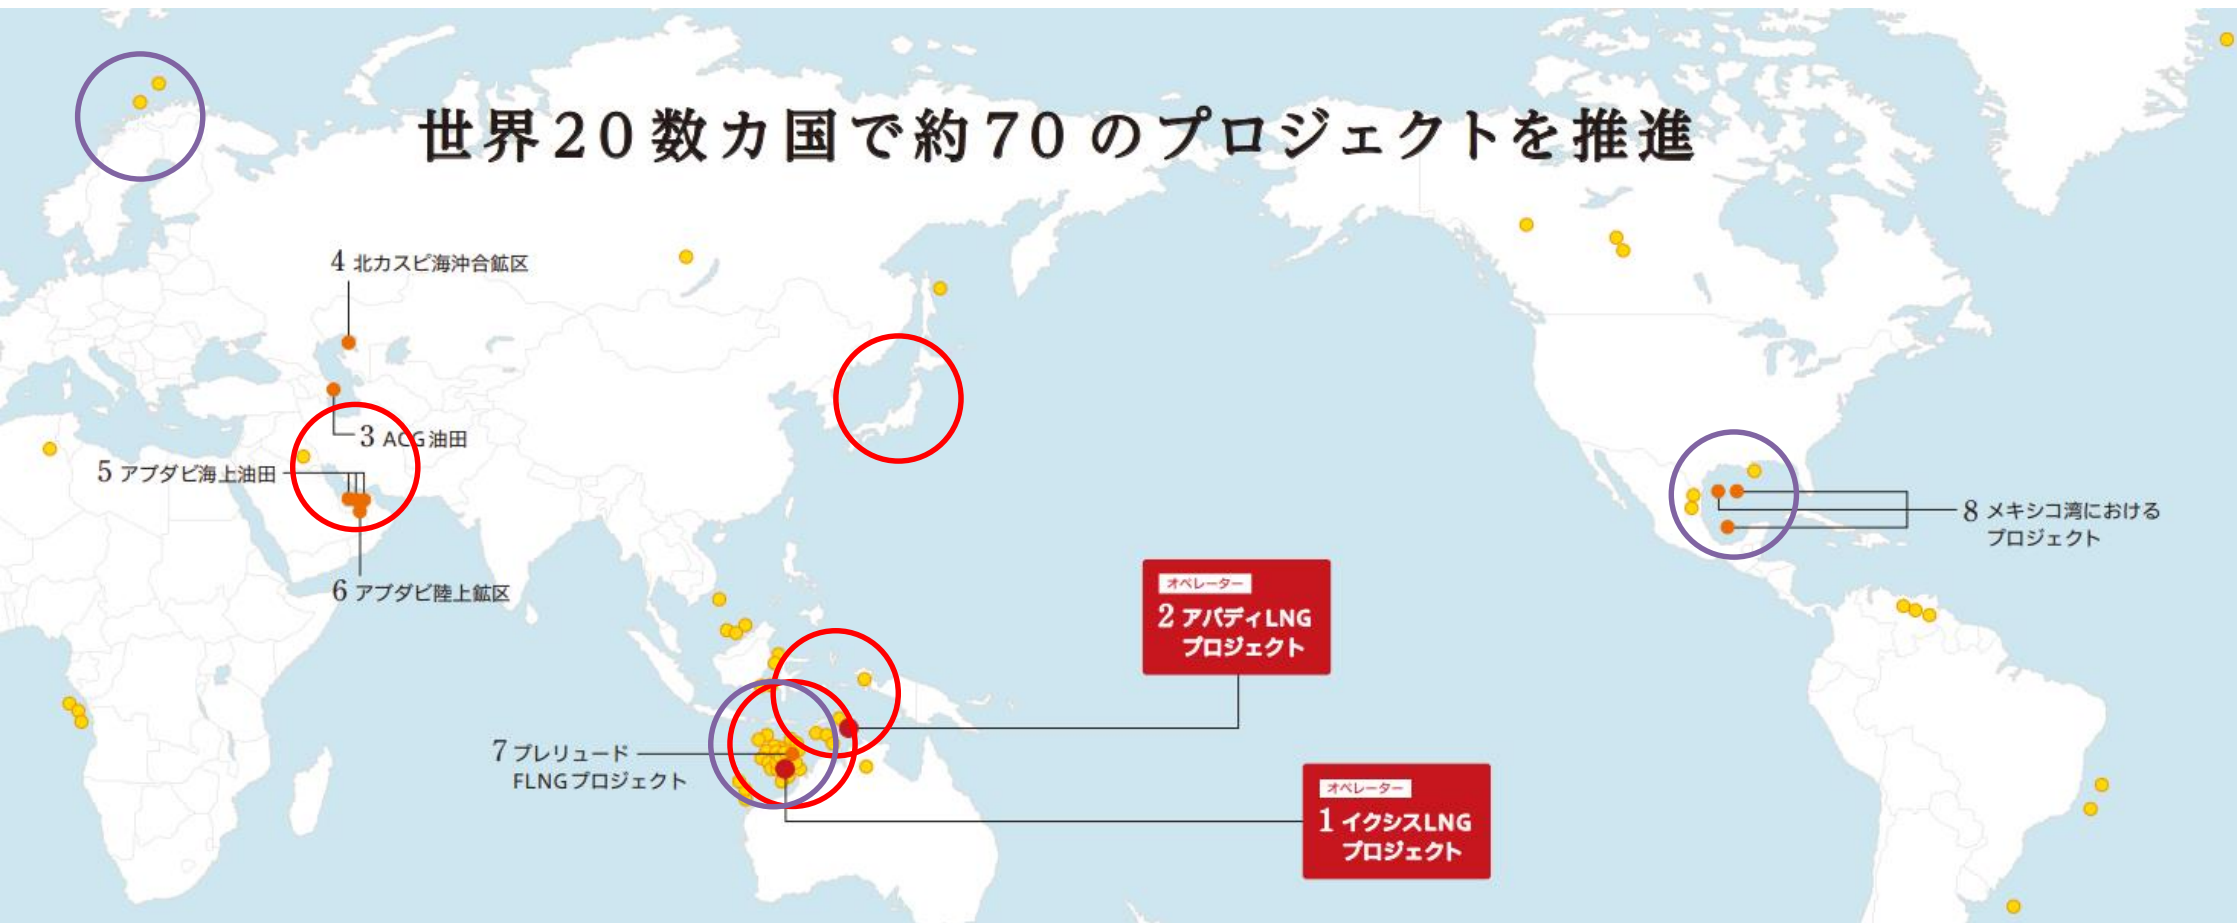 世界20数カ国で約70のプロジェクトを推進
4 北カスピ海沖合鉱区
3 ACG油田
5 アブダビ海上油田
6 アブダビ陸上鉱区
オペレーター
2 アバディLNG
プロジェクト
8 メキシコ湾における
プロジェクト
7 プレリュード
FLNGプロジェクト
オペレーター
1 イクシスLNG
プロジェクト